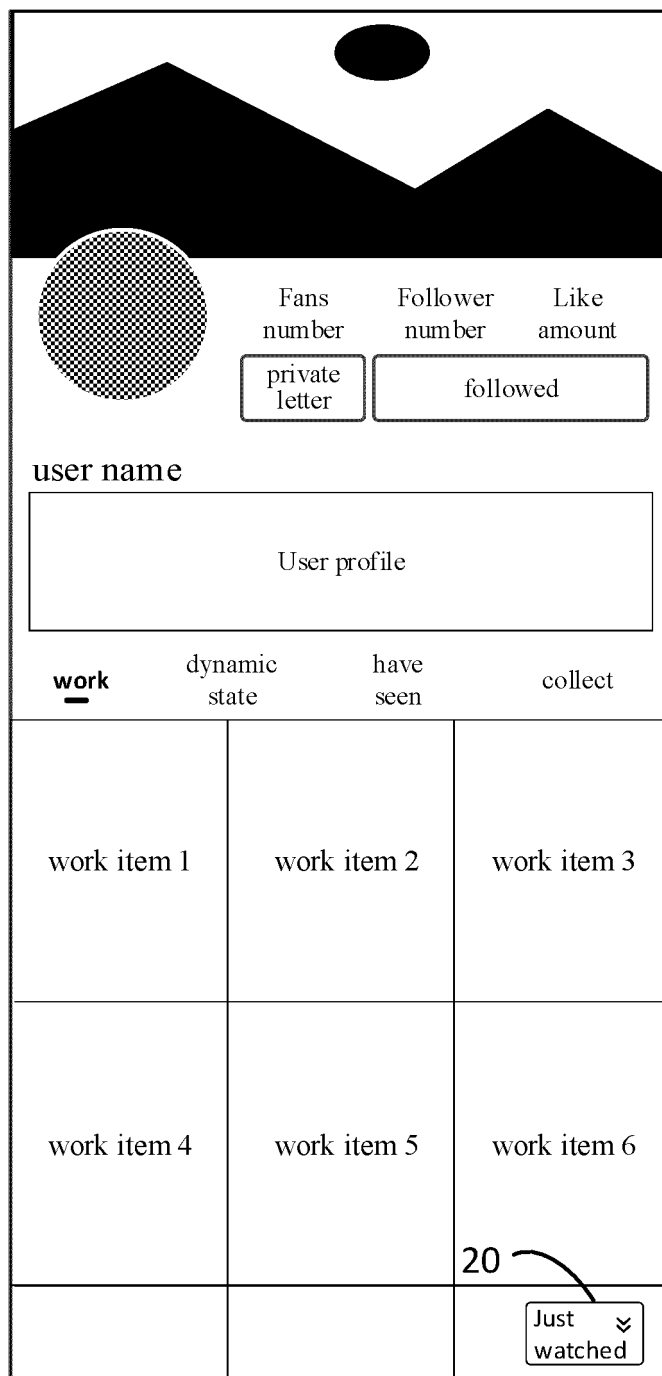 Fans Follower Like
number number amount
private
letter
followed
user name
User profile
work
dynamic
state
have
seen
collect
work item 1 work item 2 work item 3
work item 4 work item 5 work item 6
20
Just
watched